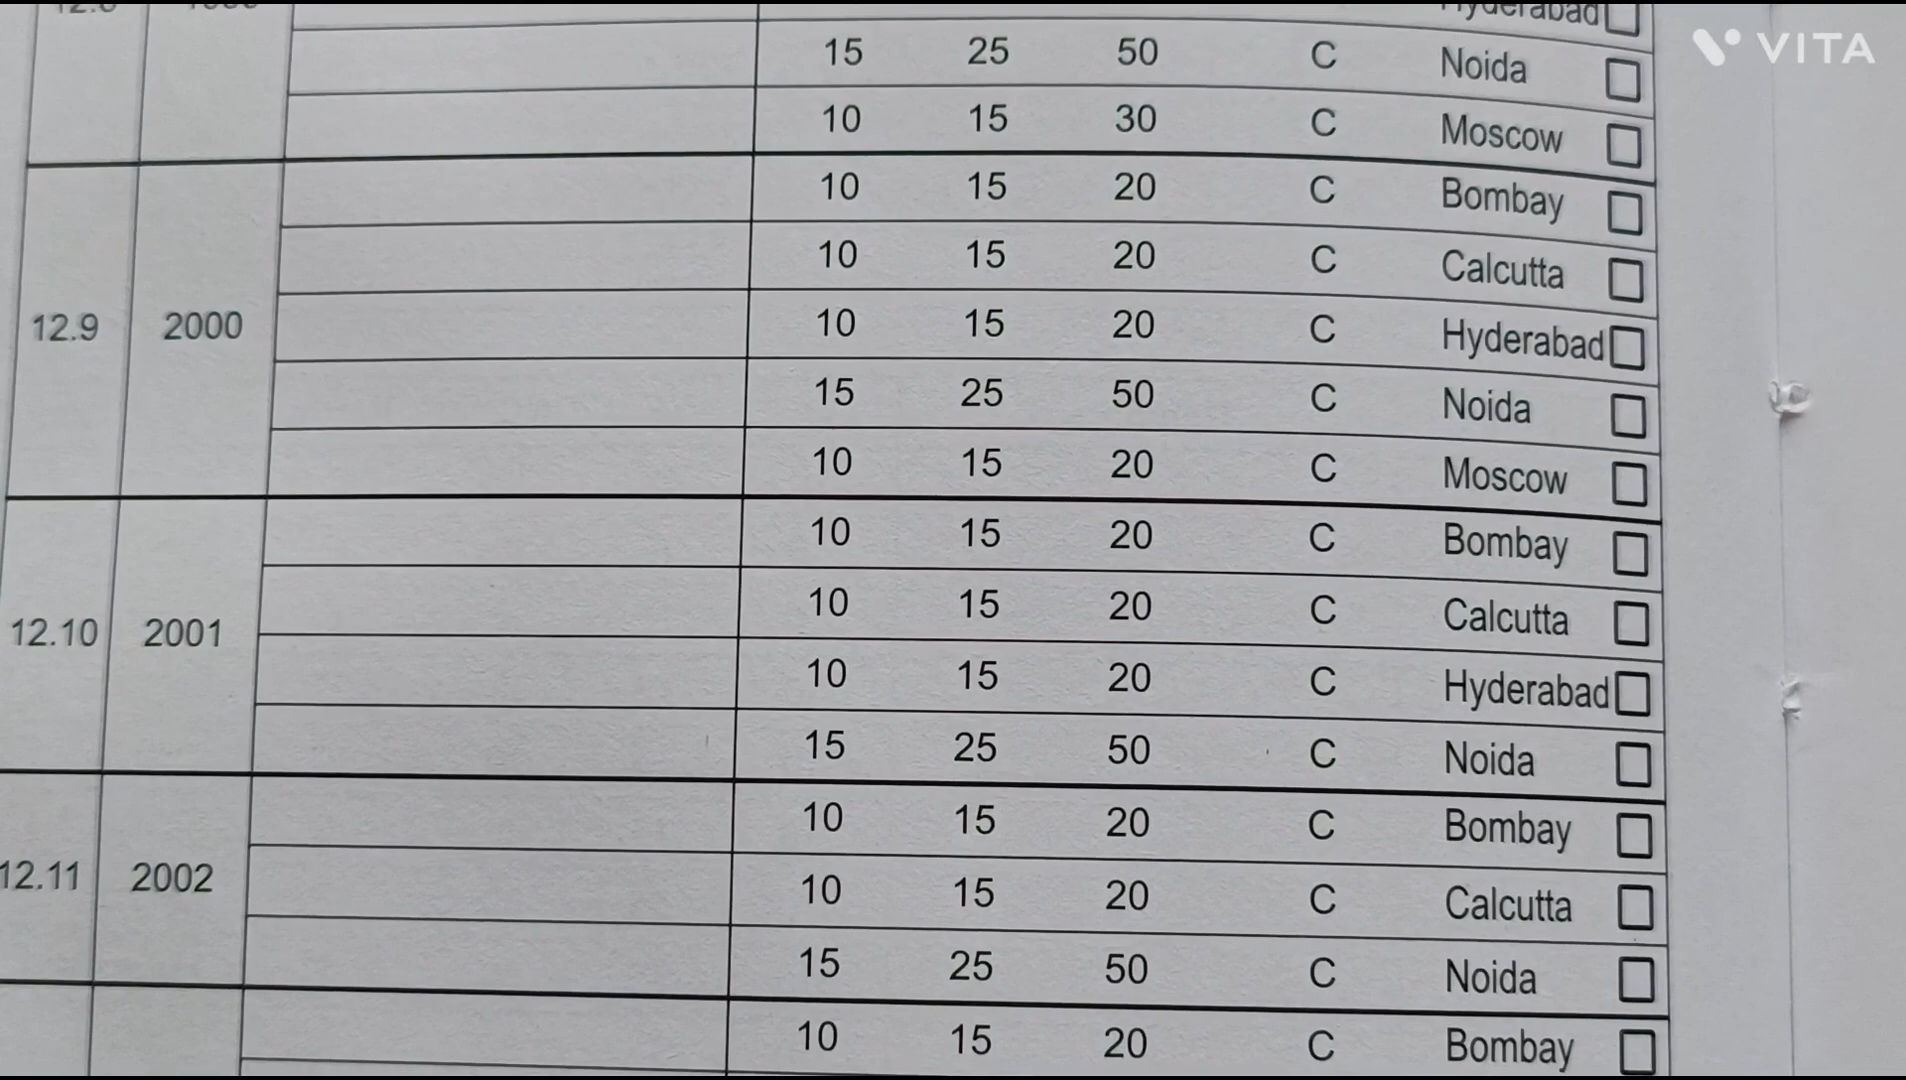 Hyderabad
VITA
15 25 50 C Noida
10 15 30 C Moscow
10 15 20 C Bombay
10 15 20 C Calcutta
12.9 2000 10 15 20 C Hyderabad
15 25 50 C Noida
10 15 20 C Moscow
10 15 20 C Bombay
10 15 20 C Calcutta
12.10 2001 10 15 20 C Hyderabad
15 25 50 C Noida
10 15 20 C Bombay
12.11 2002 10 15 20 C Calcutta
15 25 50 C Noida
10 15 20 C Bombay